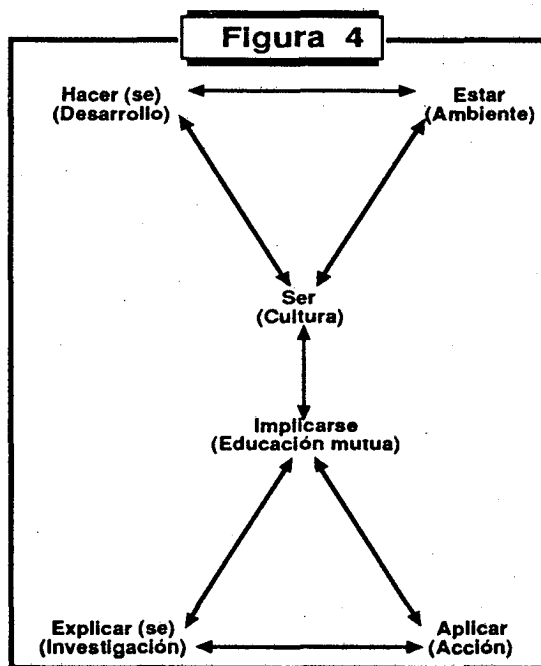 Figura 4
Hacer (se) Estar
(Desarrollo) (Ambiente)
Ser
(Cultura)
Implicarse
(Educación mutua)
Explicar (se) Aplicar
(Investigación) (Acción)